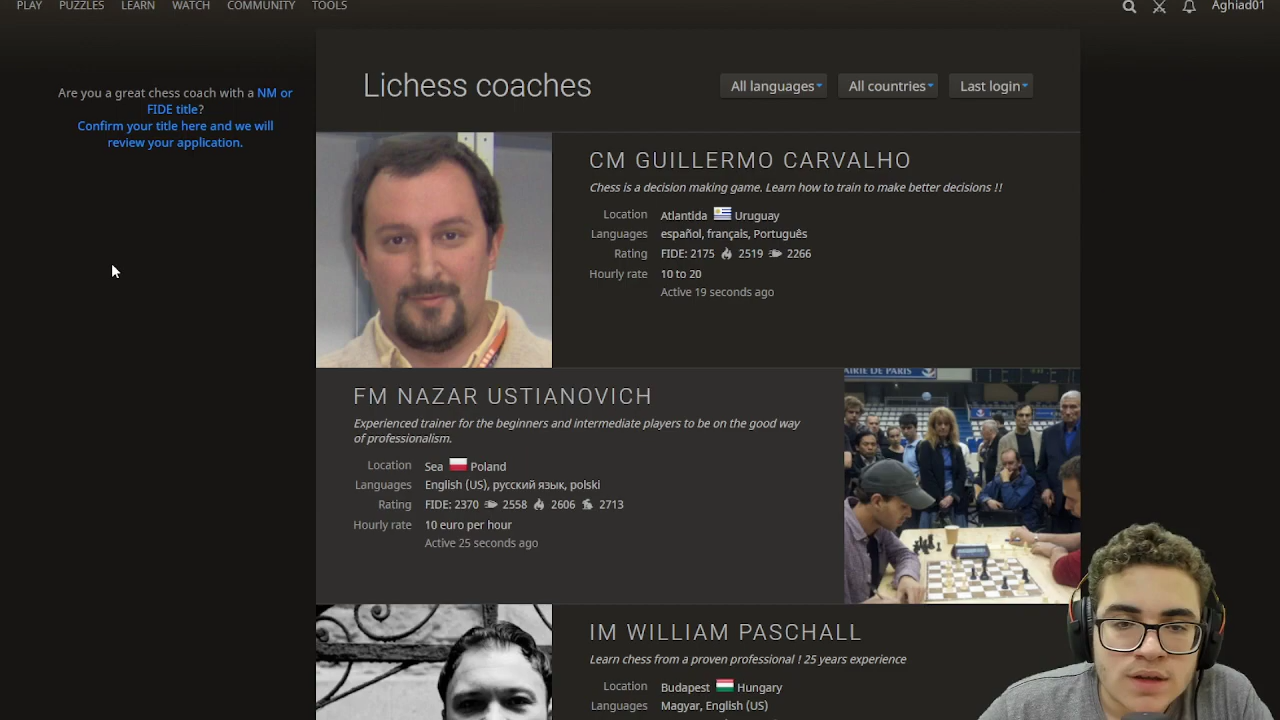 PLAY PUZZLES LEARN WATCH COMMUNITY TOOLS Aghiad01
Are you a great chess coach with a NM or
FIDE title?
Confirm your title here and we will
review your application.
Lichess coaches
All languages All countries Last login
CM GUILLERMO CARVALHO
Chess is a decision making game. Learn how to train to make better decisions !!
Location Atlantida Uruguay
Languages español, français, Português
Rating FIDE: 2175 2519 2266
Hourly rate 10 to 20
Active 19 seconds ago
FM NAZAR USTIANOVICH
Experienced trainer for the beginners and intermediate players to be on the good way
of professionalism.
Location Sea Poland
Languages English (US), русский язык, polski
Rating FIDE: 2370 2558 2606 2713
Hourly rate 10 euro per hour
Active 25 seconds ago
MAIRIE DE PARIS
IM WILLIAM PASCHALL
Learn chess from a proven professional ! 25 years experience
Location Budapest Hungary
Languages Magyar, English (US)